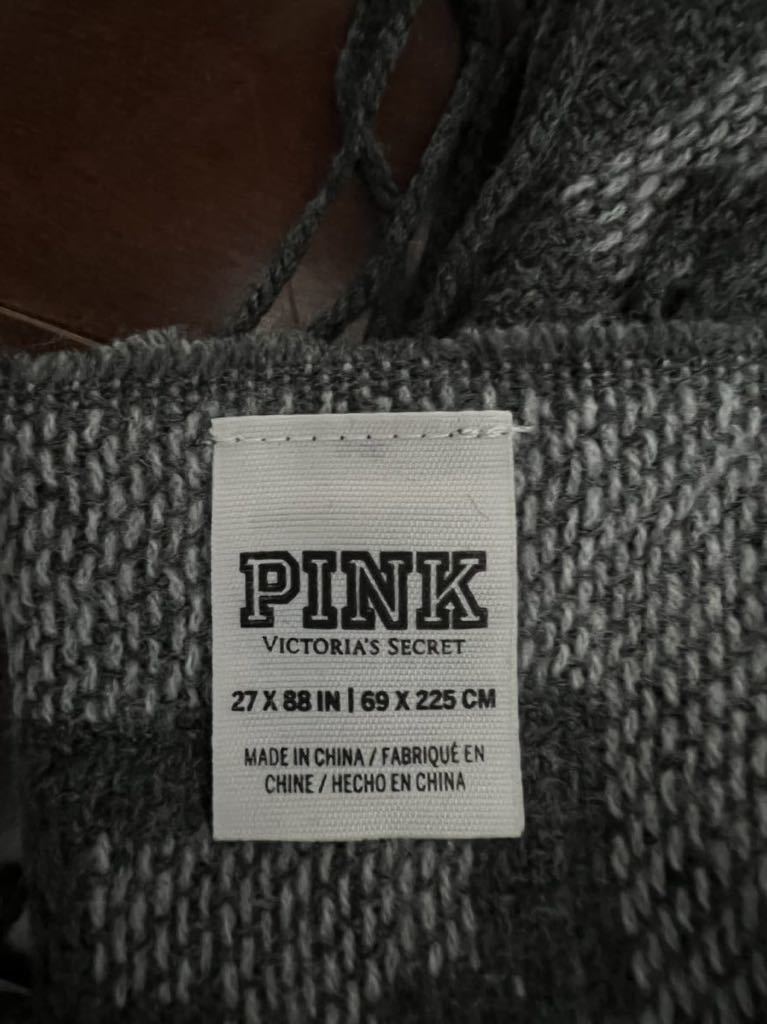 PINK
VICTORIA'S SECRET
27 X 88 IN | 69 X 225 CM
MADE IN CHINA / FABRIQUÉ EN
CHINE / HECHO EN CHINA